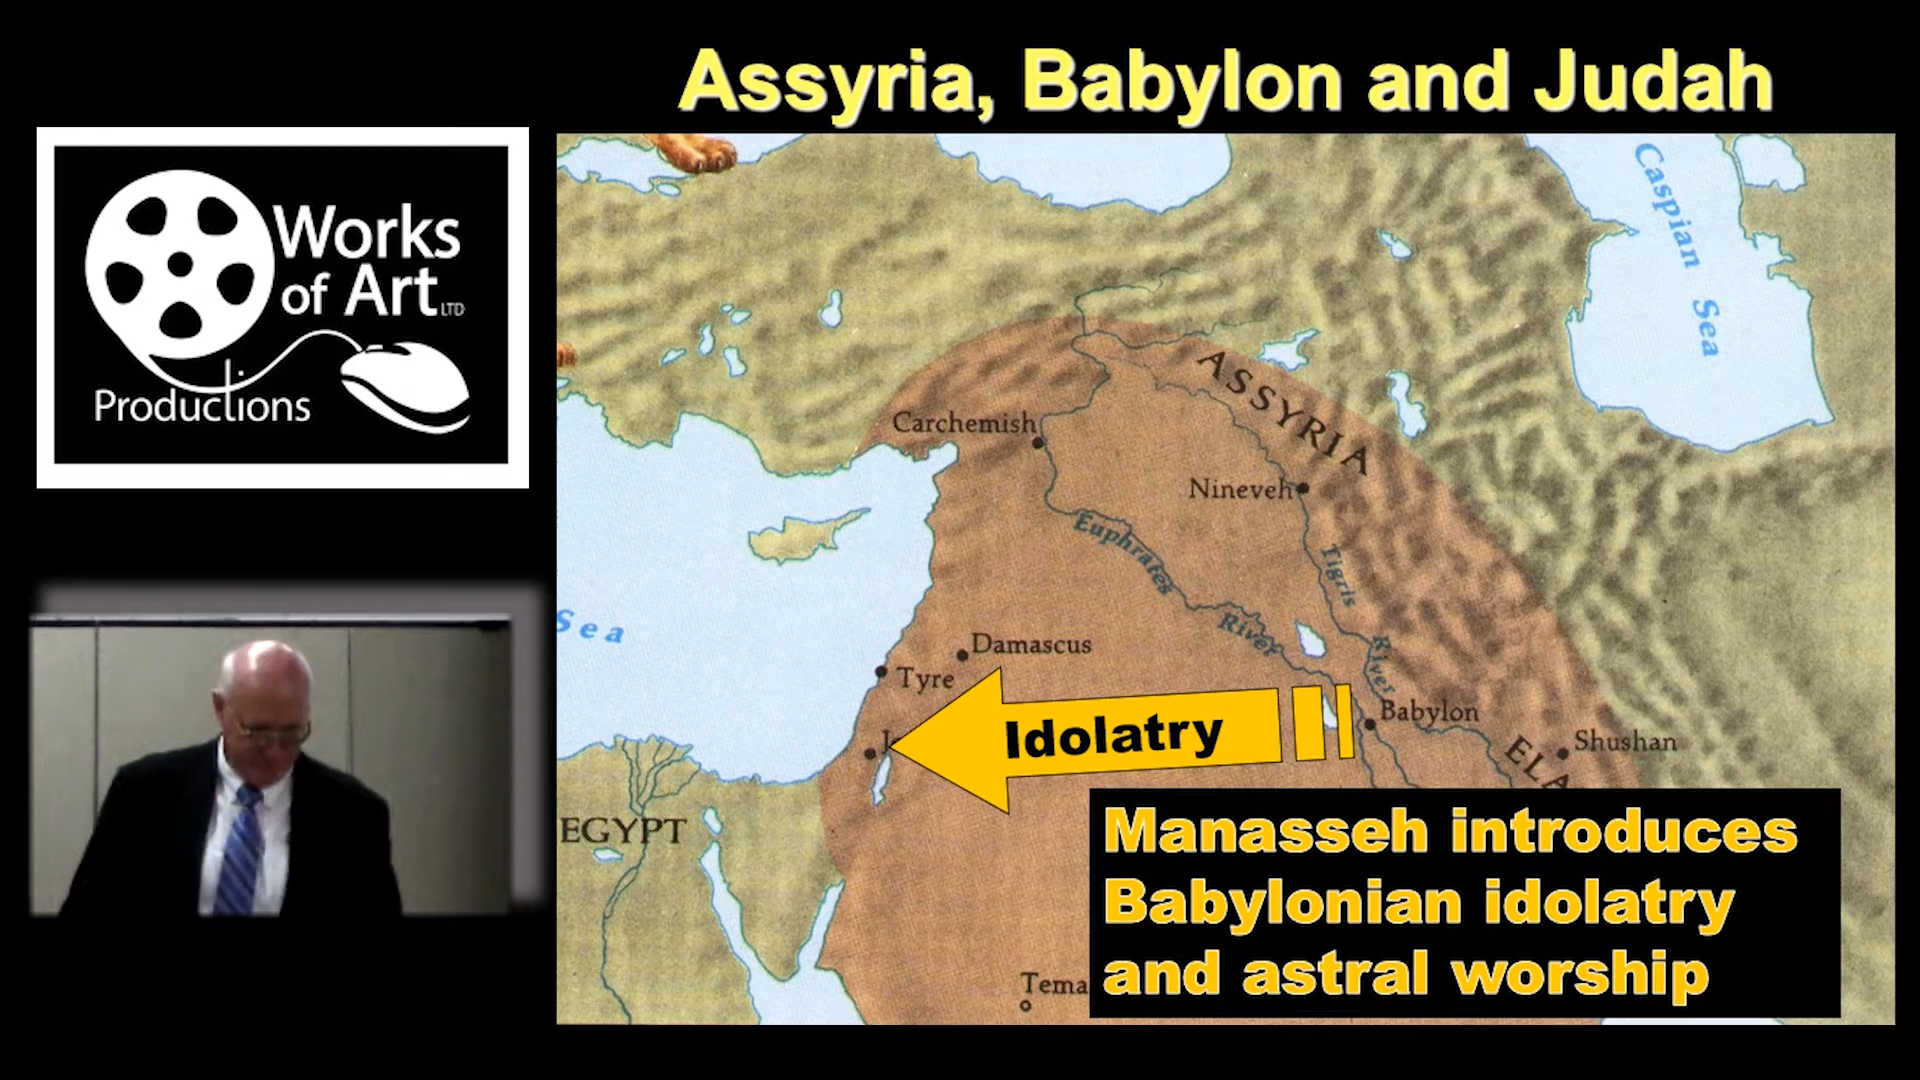 Assyria, Babylon and Judah
Works
of Art LTD
Productions
Caspian Sea
ASSYRIA
Carchemish
Nineveh
Euphrates River
Tigris River
Sea
Damascus
Tyre
Idolatry
Babylon
Shushan
EGYPT
Tema
Manasseh introduces
Babylonian idolatry
and astral worship